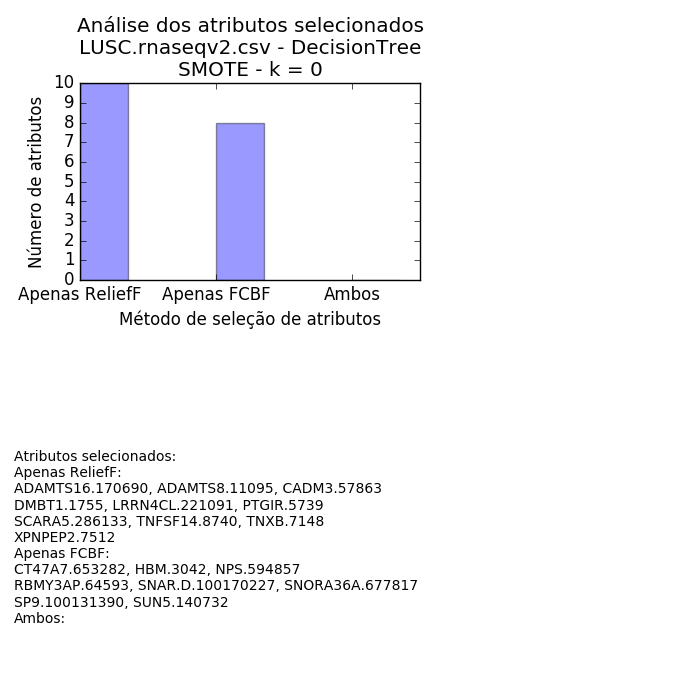 Análise dos atributos selecionados
LUSC.rnaseqv2.csv - DecisionTree
SMOTE - k = 0
10
9
8
7
6
5
4
3
2
1
0
Número de atributos
Apenas ReliefF
Apenas FCBF
Ambos
Método de seleção de atributos
Atributos selecionados:
Apenas ReliefF:
ADAMTS16.170690, ADAMTS8.11095, CADM3.57863
DMBT1.1755, LRRN4CL.221091, PTGIR.5739
SCARA5.286133, TNFSF14.8740, TNXB.7148
XPNPEP2.7512
Apenas FCBF:
CT47A7.653282, HBM.3042, NPS.594857
RBMY3AP.64593, SNAR.D.100170227, SNORA36A.677817
SP9.100131390, SUN5.140732
Ambos: